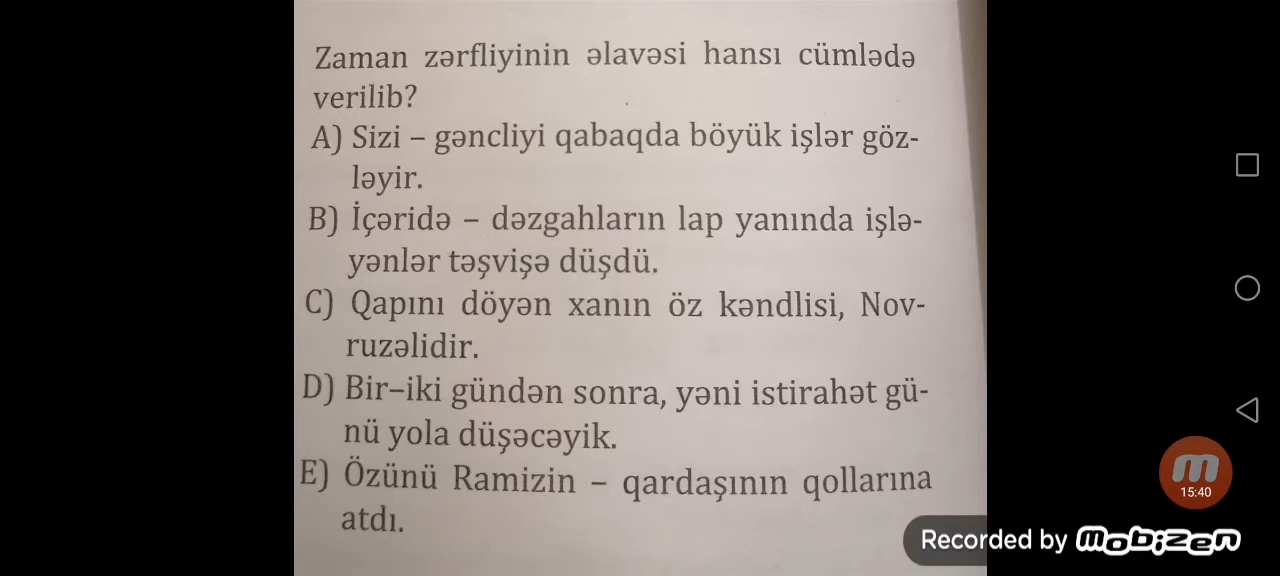 Zaman zərfliyinin əlavəsi hansı cümlədə
verilib?
A) Sizi – gəncliyi qabaqda böyük işlər göz-
ləyir.
B) İçəridə – dəzgahların lap yanında işlə-
yənlər təşvişə düşdü.
C) Qapını döyən xanın öz kəndlisi, Nov-
ruzəlidir.
D) Bir–iki gündən sonra, yəni istirahət gü-
nü yola düşəcəyik.
E) Özünü Ramizin – qardaşının qollarına
atdı.
m
15:40
Recorded by mobizen